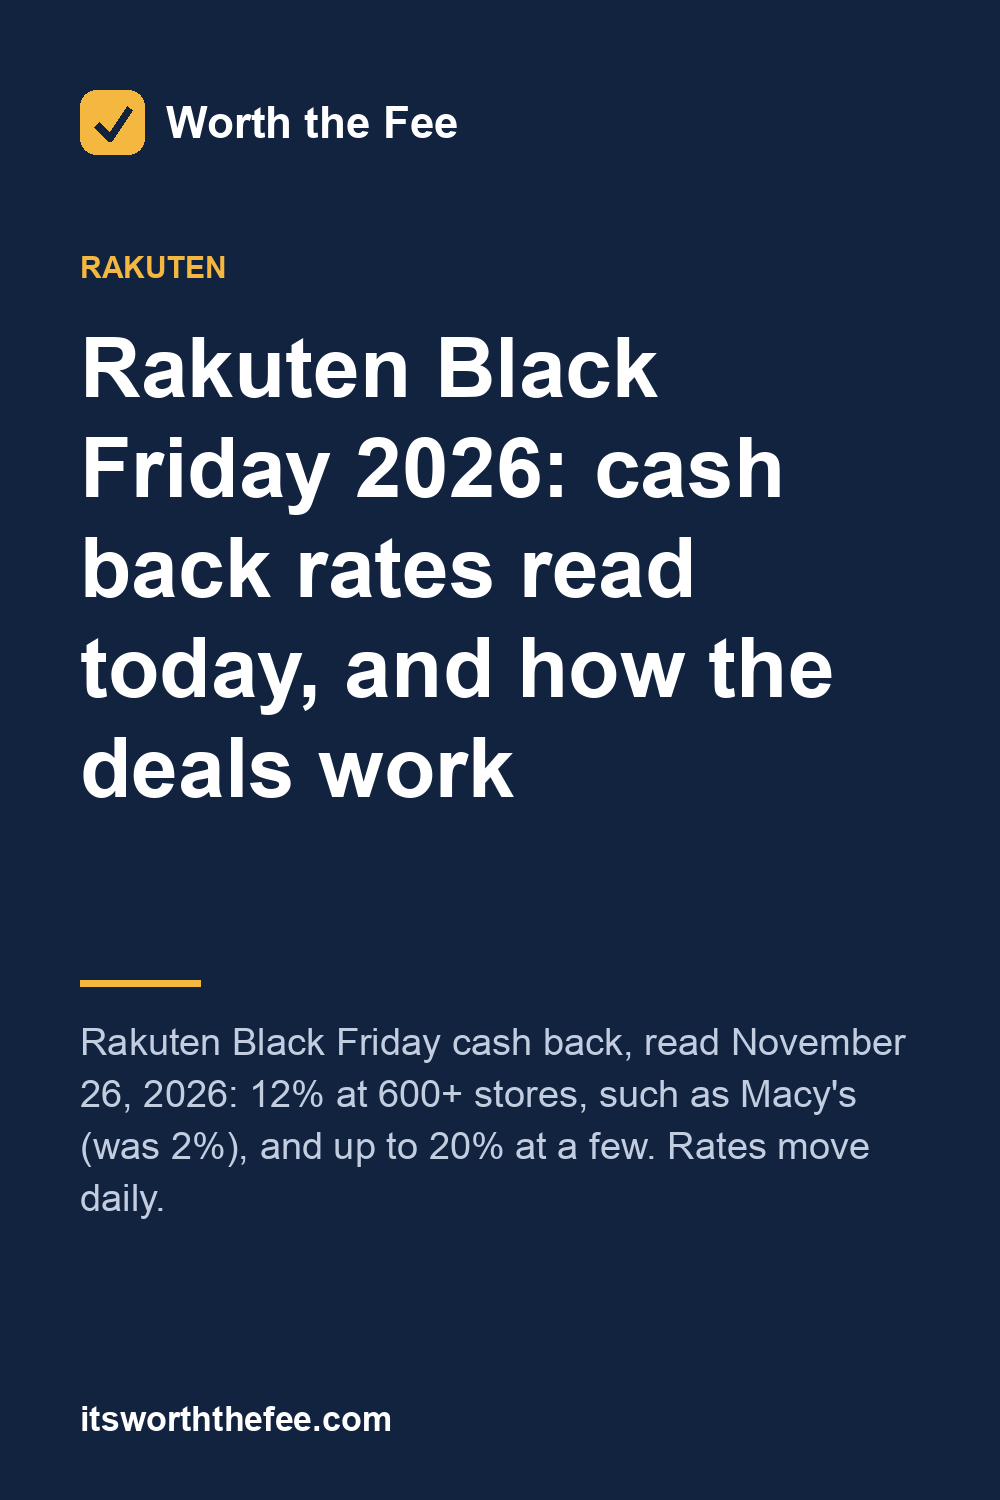 Worth the Fee
RAKUTEN
Rakuten Black
Friday 2026: cash
back rates read
today, and how the
deals work
Rakuten Black Friday cash back, read November
26, 2026: 12% at 600+ stores, such as Macy's
(was 2%), and up to 20% at a few. Rates move
daily.
itsworththefee.com